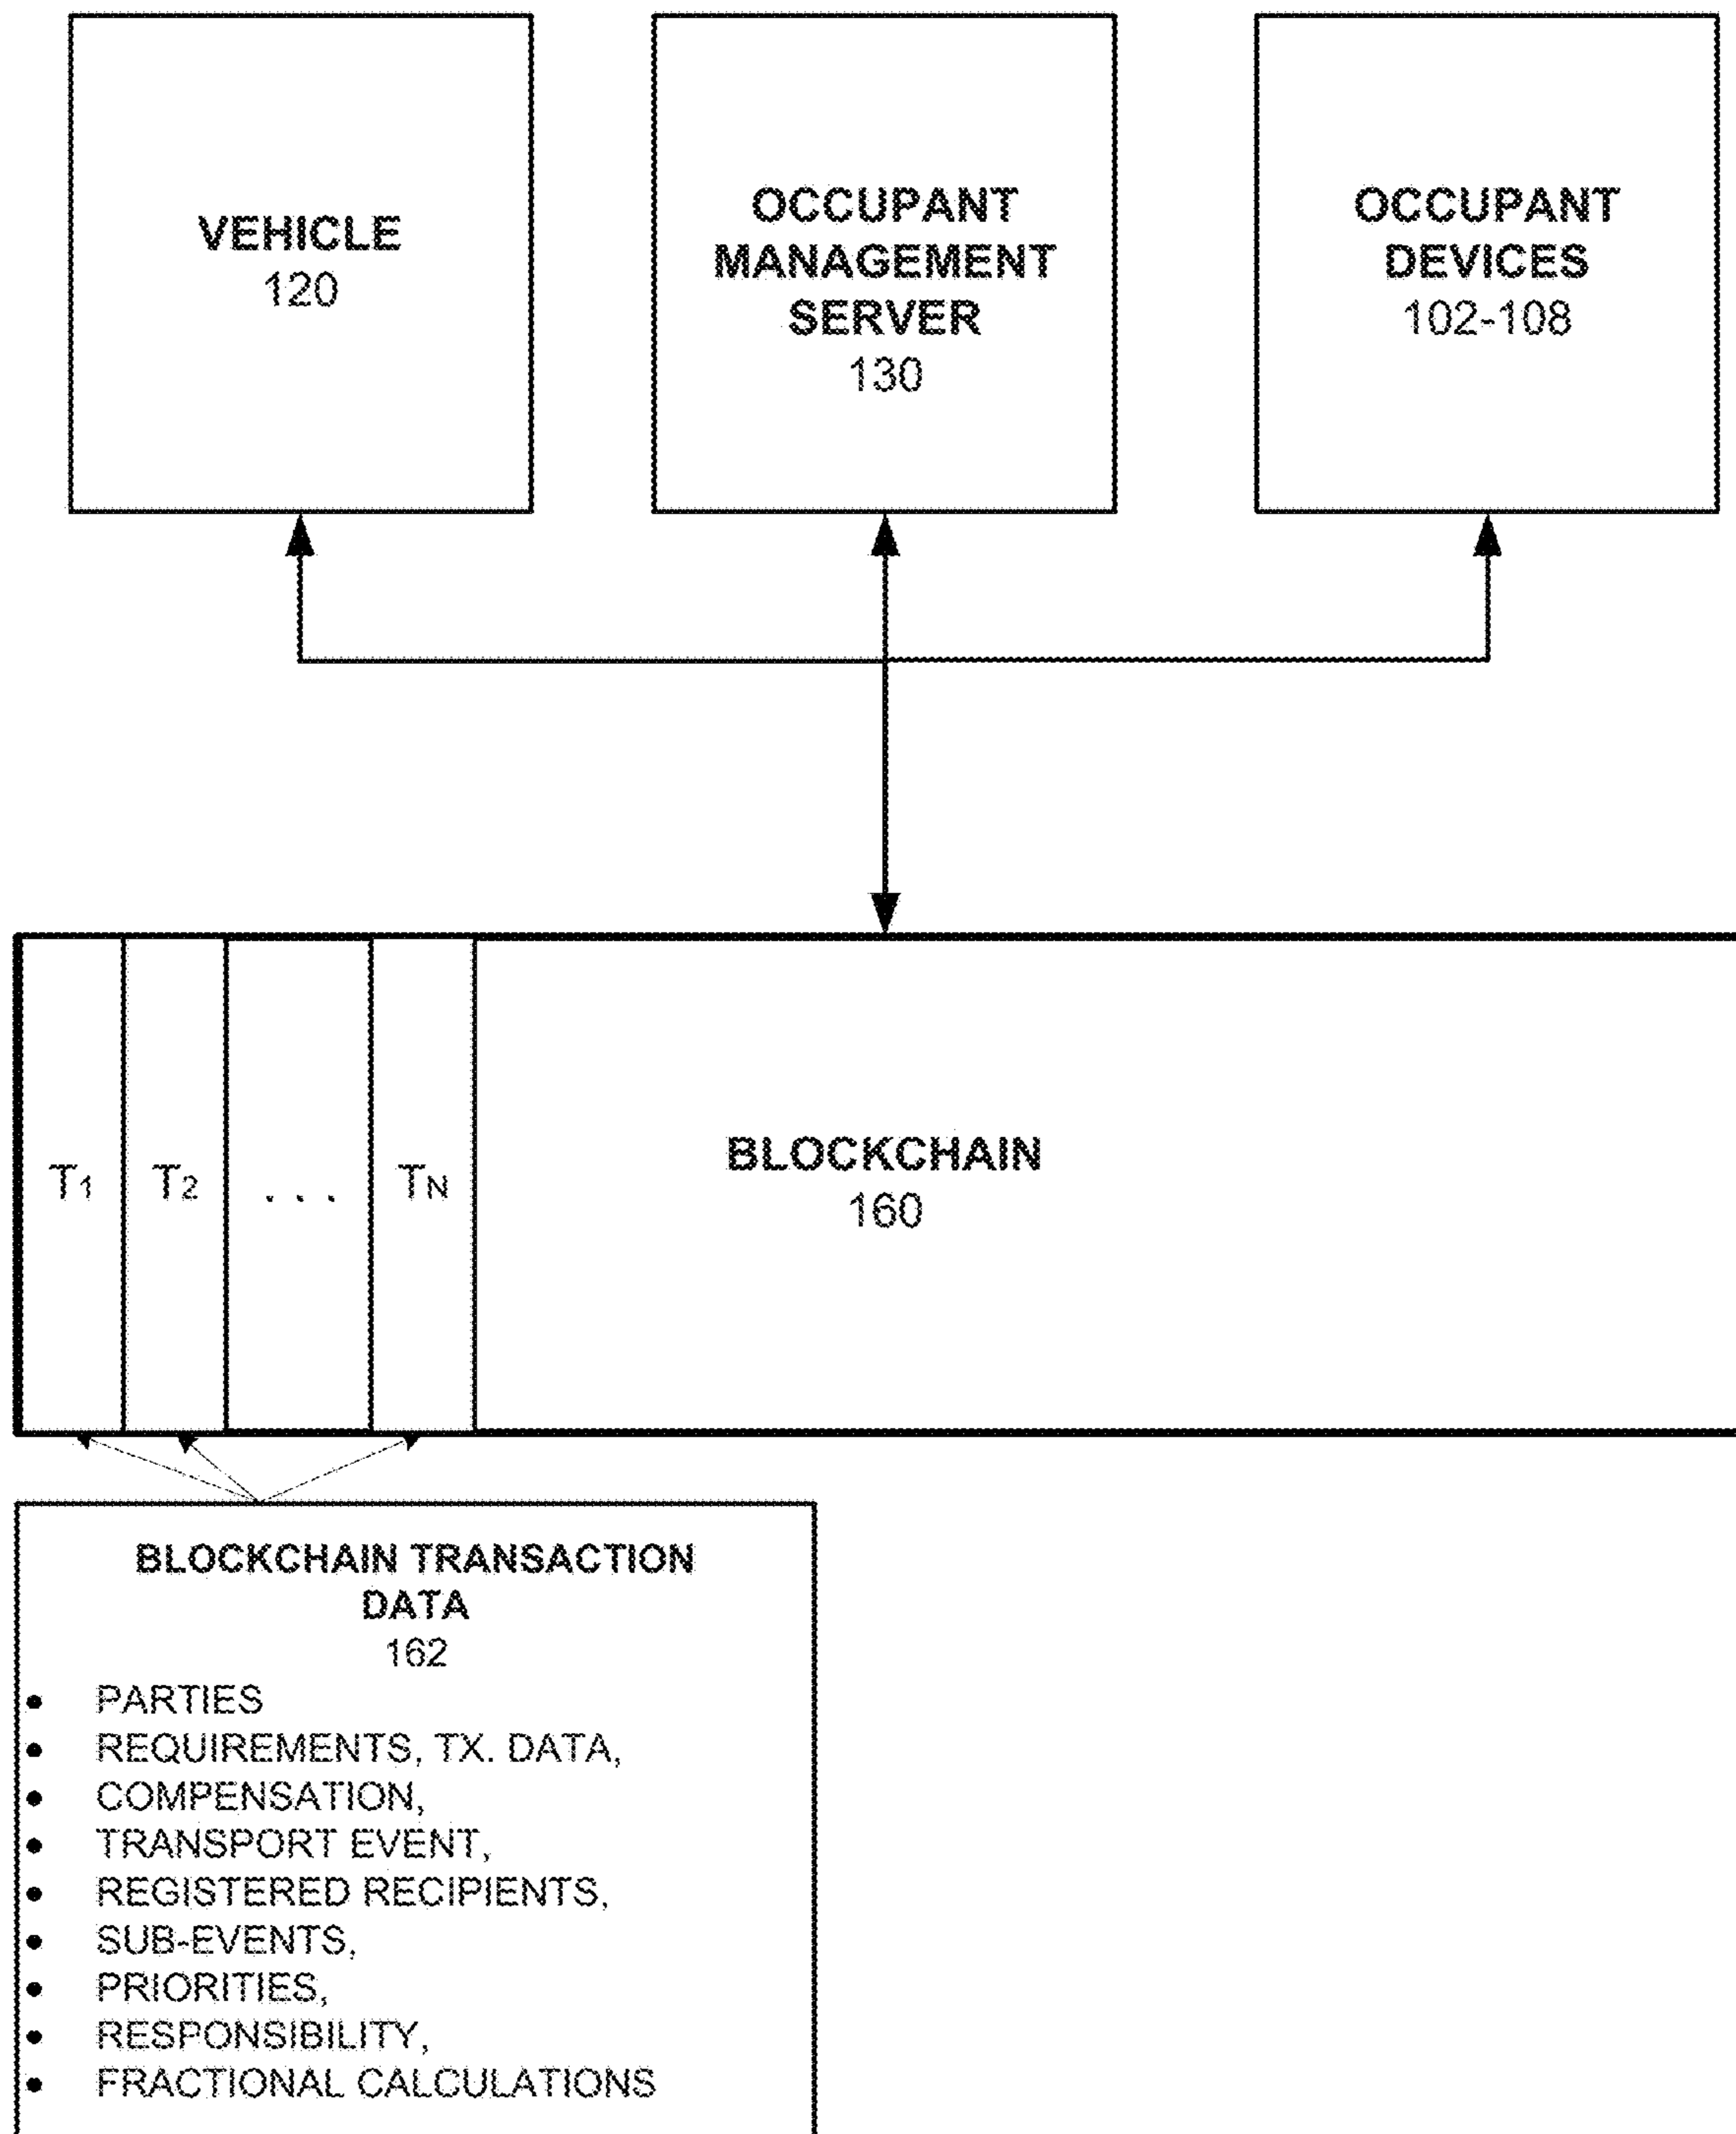 VEHICLE
120
OCCUPANT
MANAGEMENT
SERVER
130
OCCUPANT
DEVICES
102-108
T1
T2
. . .
TN
BLOCKCHAIN
160
BLOCKCHAIN TRANSACTION
DATA
162
• PARTIES
• REQUIREMENTS, TX. DATA,
• COMPENSATION,
• TRANSPORT EVENT,
• REGISTERED RECIPIENTS,
• SUB-EVENTS,
• PRIORITIES,
• RESPONSIBILITY,
• FRACTIONAL CALCULATIONS